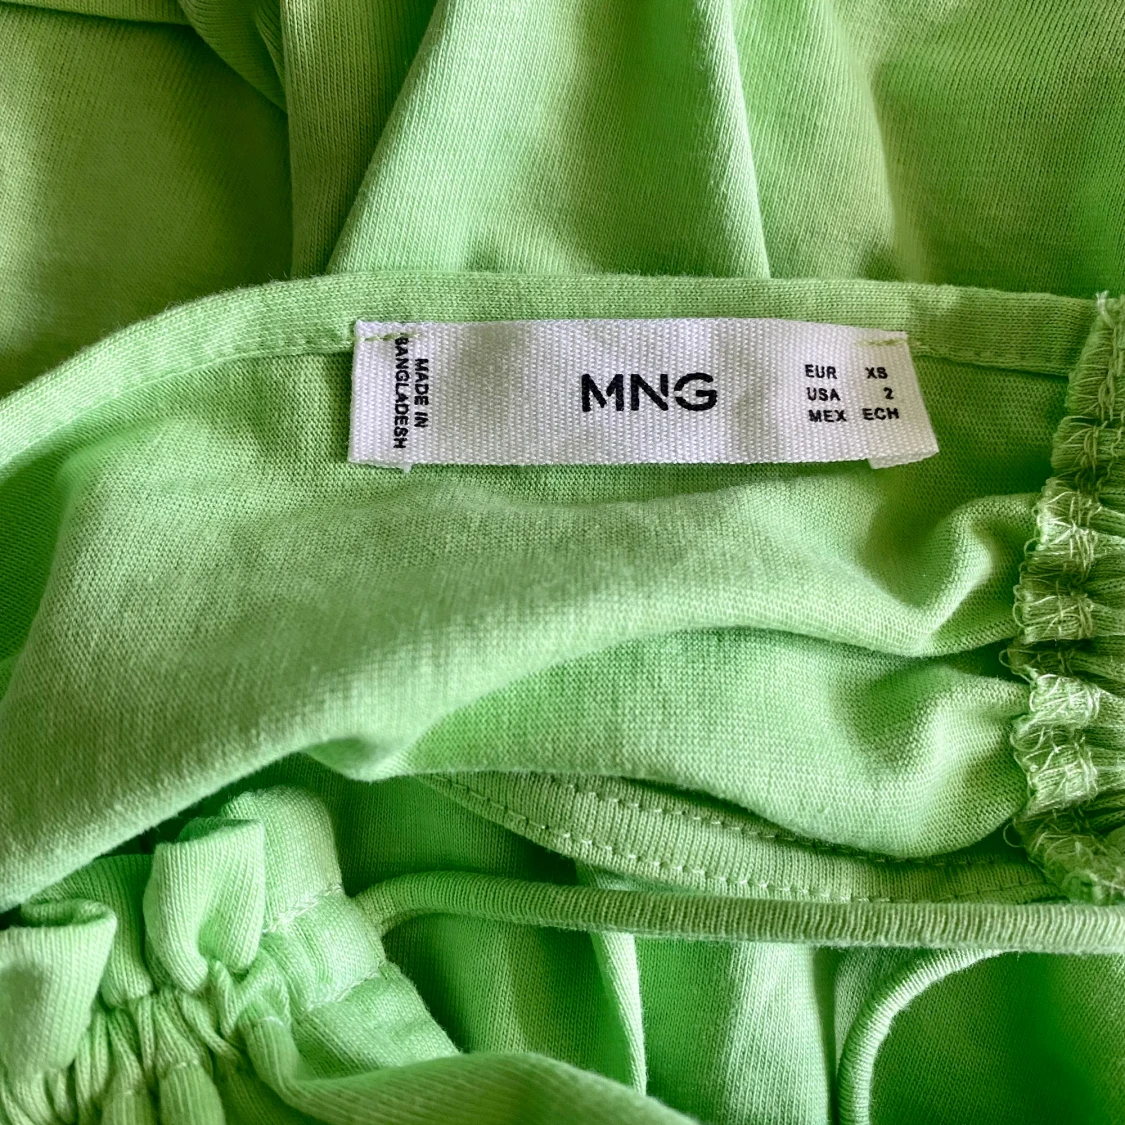 MADE IN
BANGLADESH
MNG
EUR XS
USA 2
MEX ECH